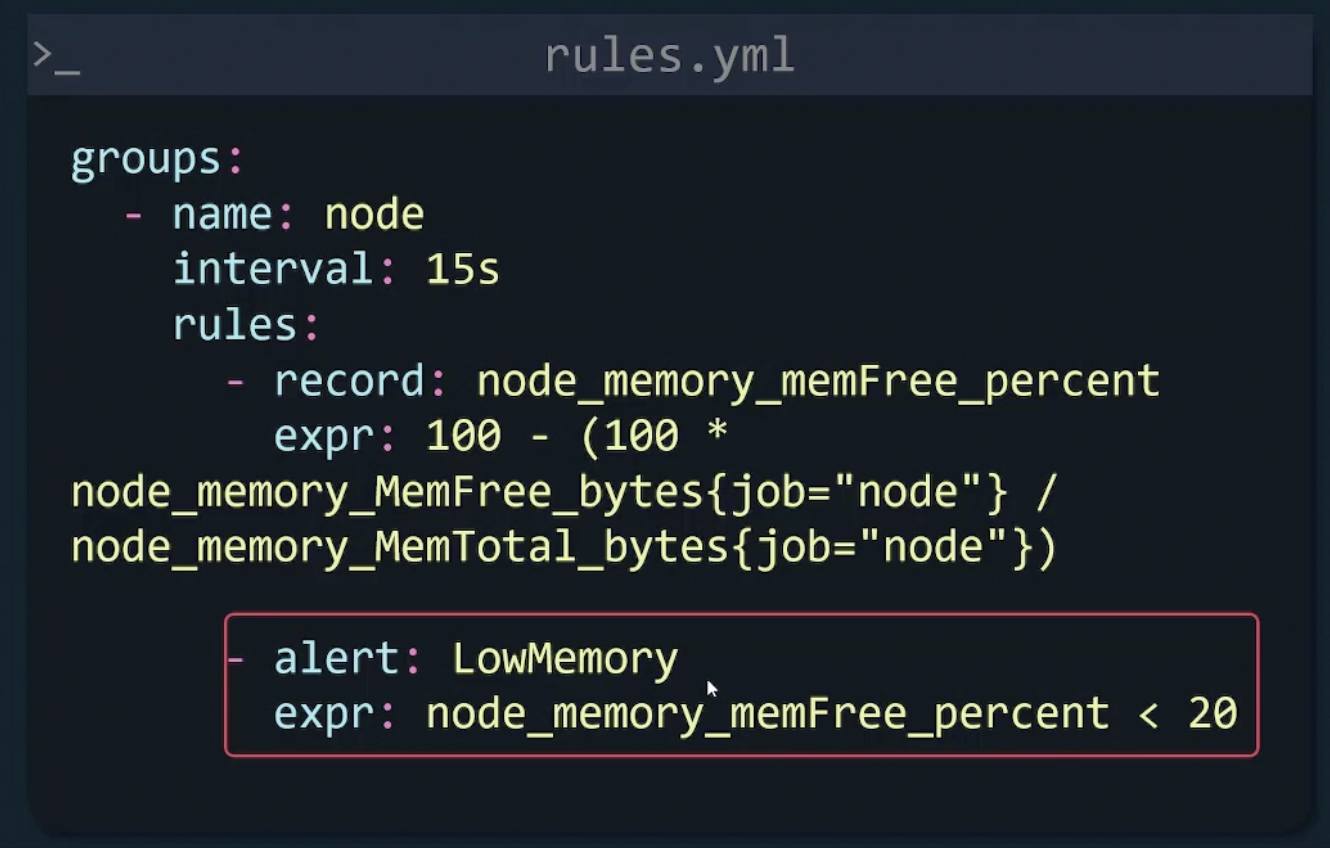 >_ rules.yml
groups:
  - name: node
    interval: 15s
    rules:
      - record: node_memory_memFree_percent
        expr: 100 - (100 *
node_memory_MemFree_bytes{job="node"} /
node_memory_MemTotal_bytes{job="node"})
      - alert: LowMemory
        expr: node_memory_memFree_percent < 20